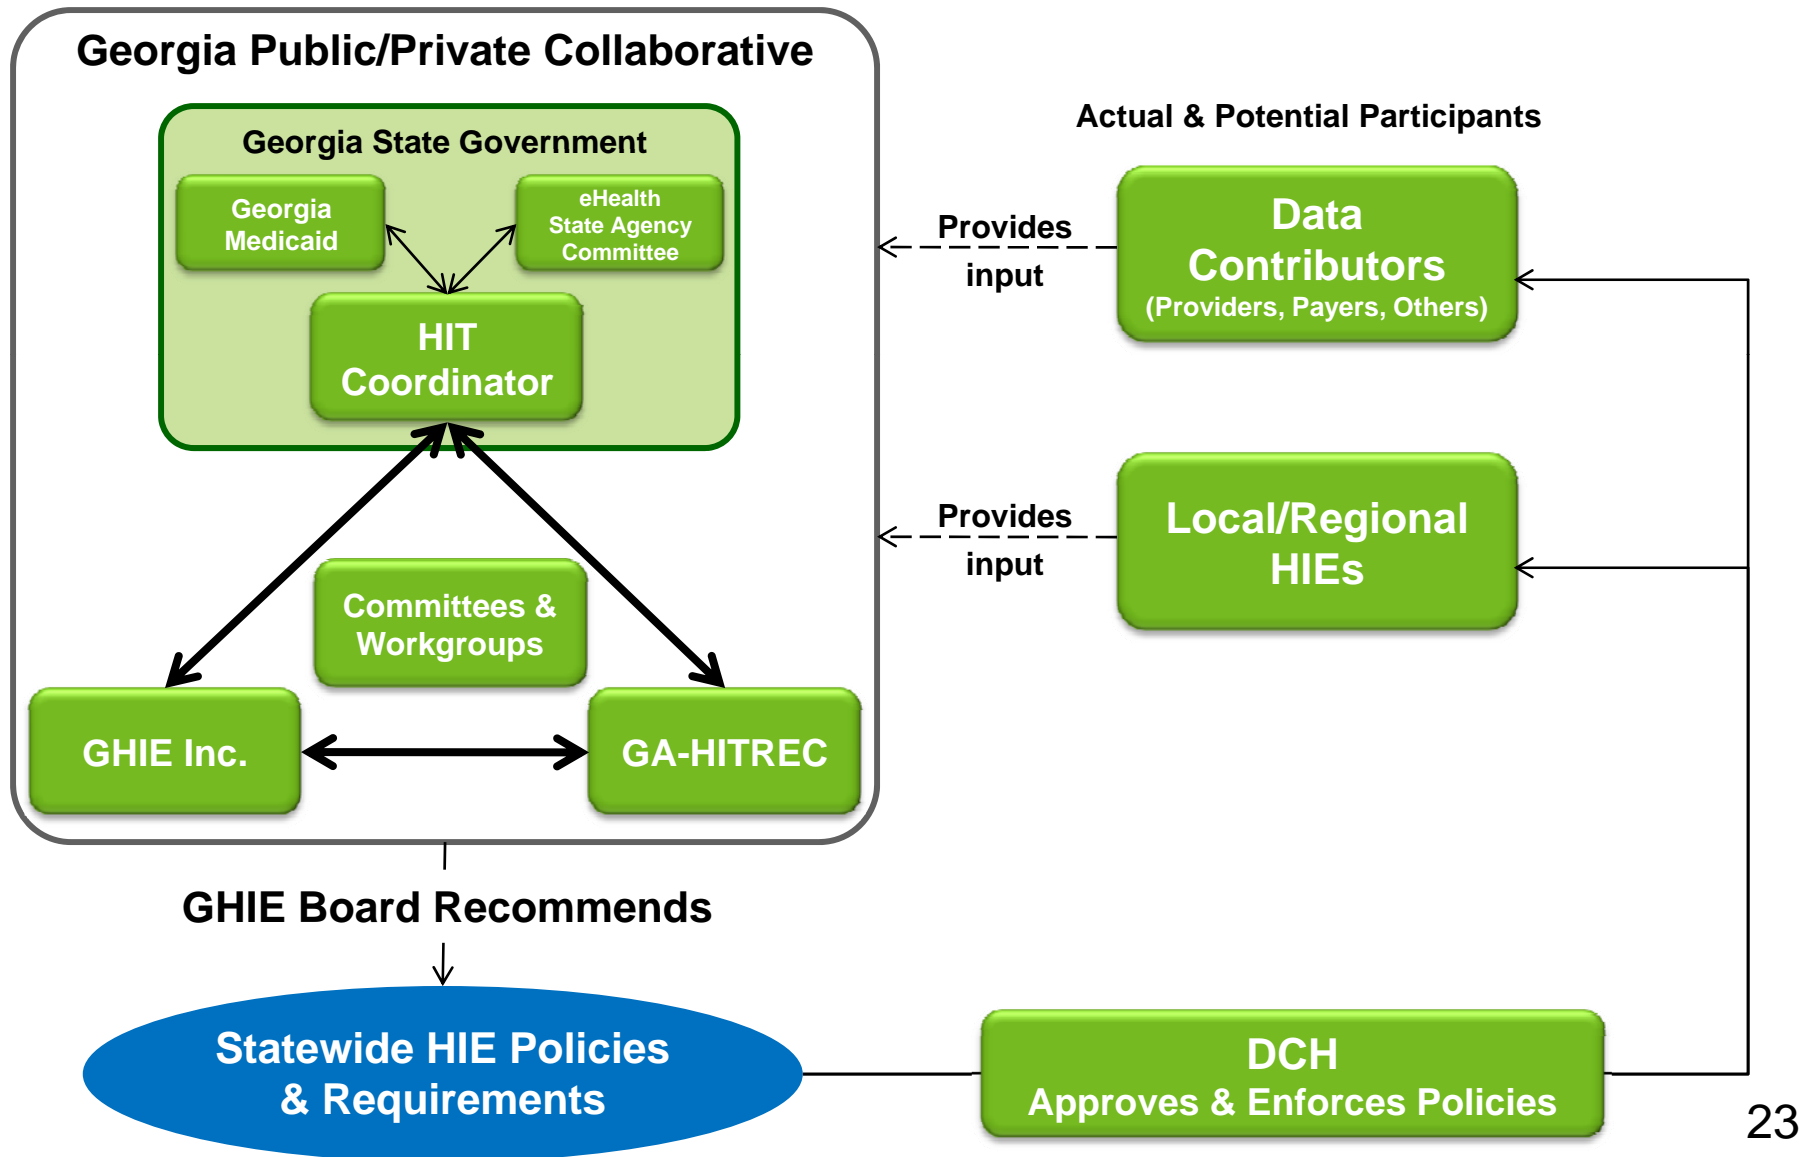 Georgia Public/Private Collaborative
Georgia State Government
Georgia
Medicaid
eHealth
State Agency
Committee
HIT
Coordinator
Committees &
Workgroups
GHIE Inc.
GA-HITREC
Actual & Potential Participants
Provides
input
Data
Contributors
(Providers, Payers, Others)
Provides
input
Local/Regional
HIEs
GHIE Board Recommends
Statewide HIE Policies
& Requirements
DCH
Approves & Enforces Policies
23